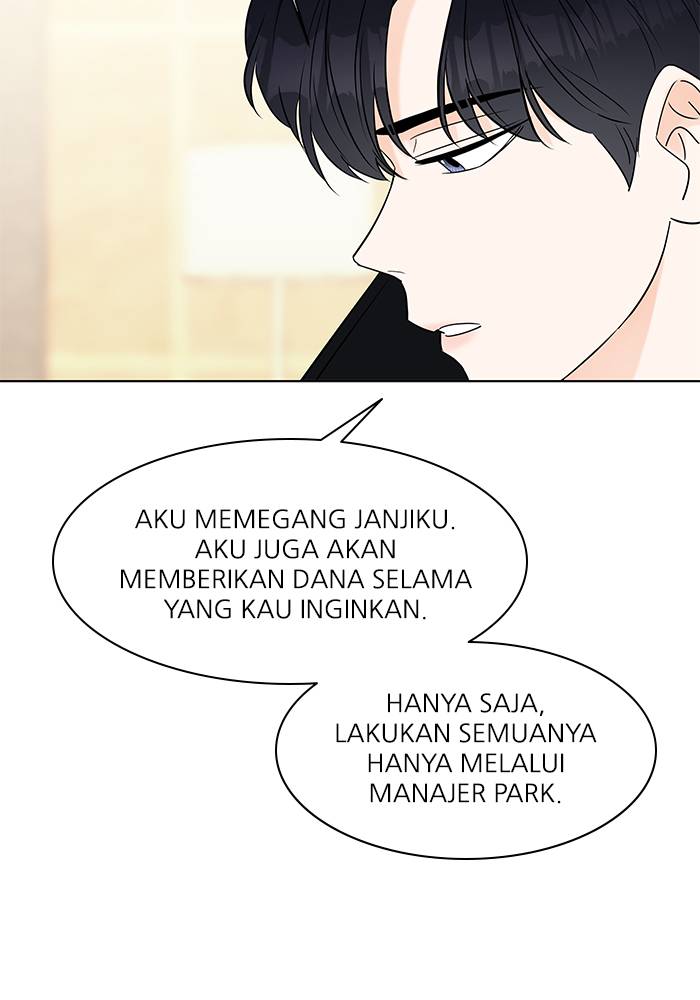 AKU MEMEGANG JANJIKU.
AKU JUGA AKAN
MEMBERIKAN DANA SELAMA
YANG KAU INGINKAN.
HANYA SAJA,
LAKUKAN SEMUANYA
HANYA MELALUI
MANAJER PARK.